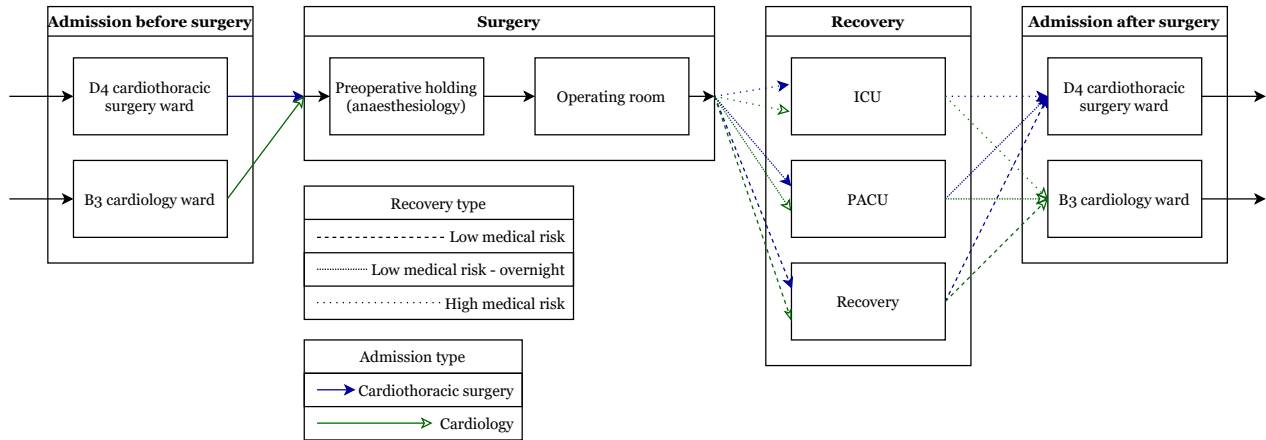 Admission before surgery
D4 cardiothoracic
surgery ward
B3 cardiology ward
Surgery
Preoperative holding
(anaesthesiology)
Operating room
Recovery
ICU
PACU
Recovery
Admission after surgery
D4 cardiothoracic
surgery ward
B3 cardiology ward
Recovery type
Low medical risk
Low medical risk - overnight
High medical risk
Admission type
Cardiothoracic surgery
Cardiology